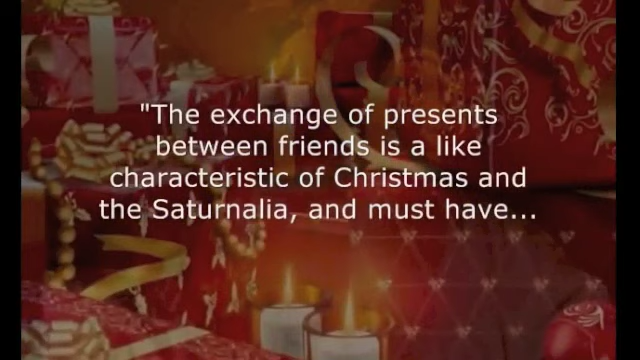 "The exchange of presents
between friends is a like
characteristic of Christmas and
the Saturnalia, and must have...